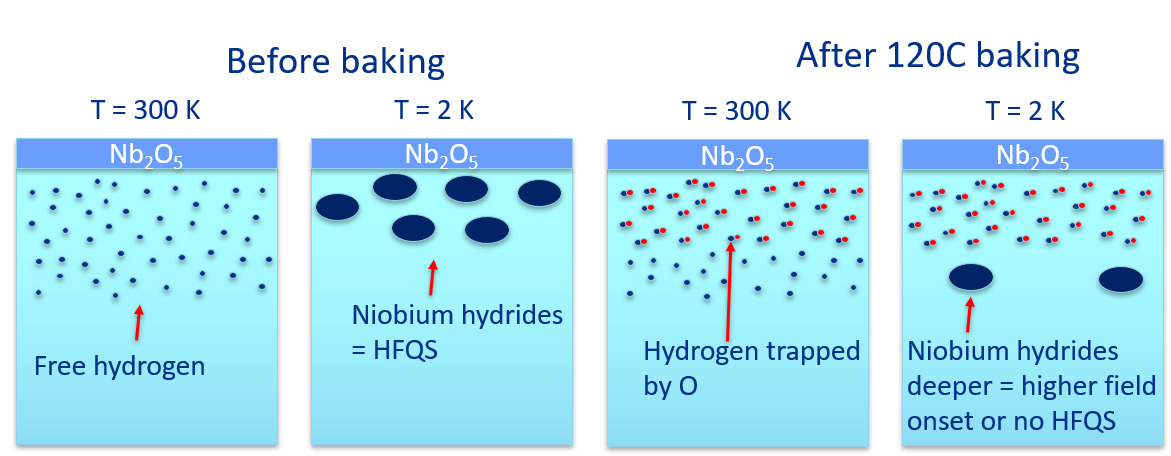 Before baking
After 120C baking
T = 300 K
T = 2 K
T = 300 K
T = 2 K
Nb₂O₅
Nb₂O₅
Nb₂O₅
Nb₂O₅
Free hydrogen
Niobium hydrides
= HFQS
Hydrogen trapped
by O
Niobium hydrides
deeper = higher field
onset or no HFQS